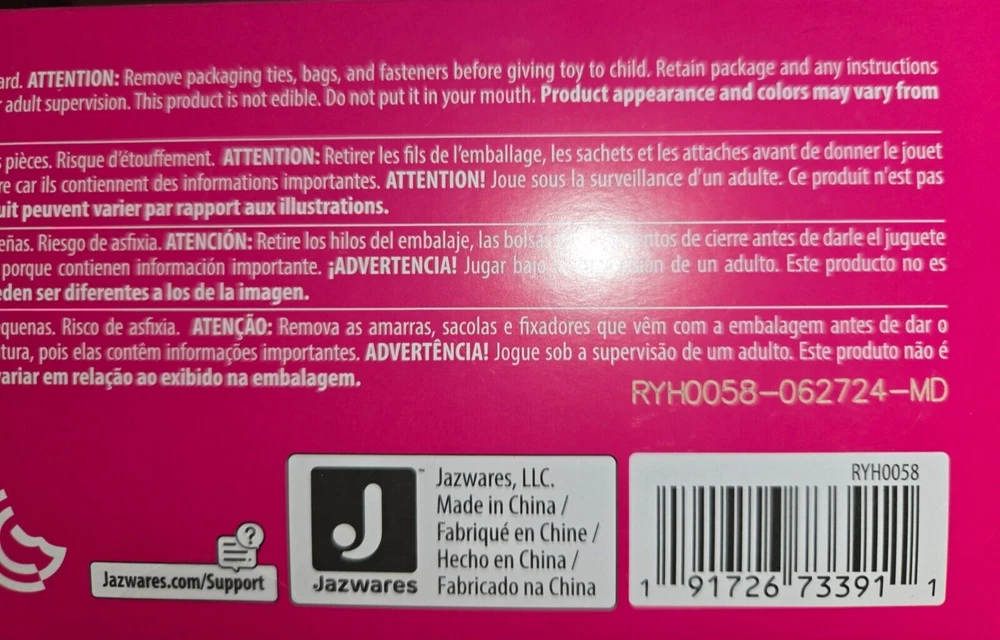 ard. ATTENTION: Remove packaging ties, bags, and fasteners before giving toy to child. Retain package and any instructions
adult supervision. This product is not edible. Do not put it in your mouth. Product appearance and colors may vary from
s pièces. Risque d'étouffement. ATTENTION: Retirer les fils de l'emballage, les sachets et les attaches avant de donner le jouet
re car ils contiennent des informations importantes. ATTENTION! Joue sous la surveillance d'un adulte. Ce produit n'est pas
uit peuvent varier par rapport aux illustrations.
eñas. Riesgo de asfixia. ATENCIÓN: Retire los hilos del embalaje, las bolsas de cierre antes de darle el juguete
porque contienen información importante. ¡ADVERTENCIA! Jugar bajo de un adulto. Este producto no es
eden ser diferentes a los de la imagen.
quenas. Risco de asfixia. ATENÇÃO: Remova as amarras, sacolas e fixadores que vêm com a embalagem antes de dar o
tura, pois elas contêm informações importantes. ADVERTÊNCIA! Jogue sob a supervisão de um adulto. Este produto não é
variar em relação ao exibido na embalagem.
RYH0058-062724-MD
Jazwares.com/Support
?
J™
Jazwares
Jazwares, LLC.
Made in China /
Fabriqué en Chine /
Hecho en China /
Fabricado na China
RYH0058
1 91726 73391 1